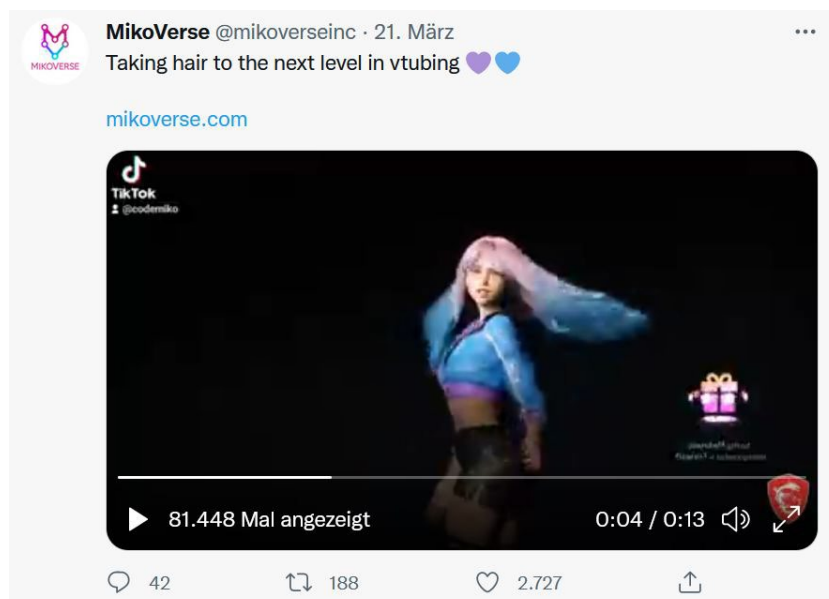 MikoVerse @mikoverseinc · 21. März
MIKOVERSE
Taking hair to the next level in vtubing 💜💙
mikoverse.com
TikTok
@codemiko
81.448 Mal angezeigt
0:04 / 0:13
42
188
2.727